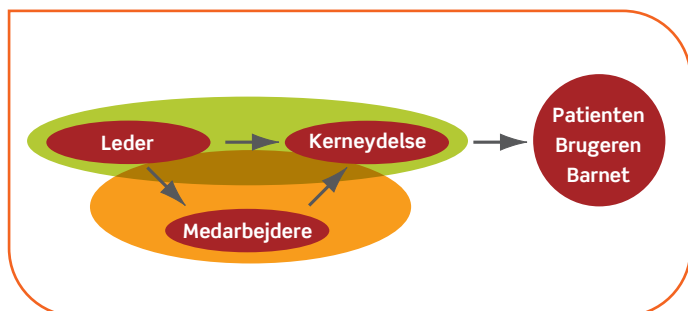 Leder
Kerneydelse
Medarbejdere
Patienten
Brugeren
Barnet